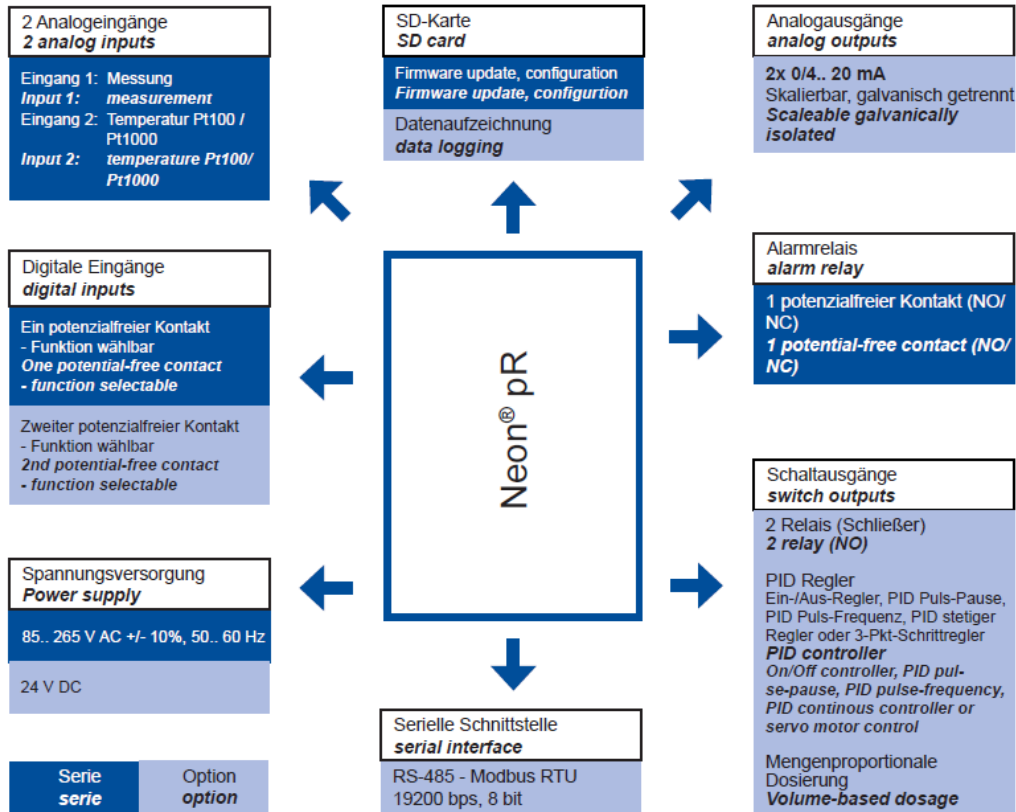 2 Analogeingänge
2 analog inputs
Eingang 1: Messung
Input 1: measurement
Eingang 2: Temperatur Pt100 /
Pt1000
Input 2: temperature Pt100/
Pt1000
SD-Karte
SD card
Firmware update, configuration
Firmware update, configurtion
Datenaufzeichnung
data logging
Analogausgänge
analog outputs
2x 0/4.. 20 mA
Skalierbar, galvanisch getrennt
Scaleable galvanically
isolated
Digitale Eingänge
digital inputs
Ein potenzialfreier Kontakt
- Funktion wählbar
One potential-free contact
- function selectable
Zweiter potenzialfreier Kontakt
- Funktion wählbar
2nd potential-free contact
- function selectable
Neon® pR
Alarmrelais
alarm relay
1 potenzialfreier Kontakt (NO/
NC)
1 potential-free contact (NO/
NC)
Spannungsversorgung
Power supply
85.. 265 V AC +/- 10%, 50.. 60 Hz
24 V DC
Schaltausgänge
switch outputs
2 Relais (Schließer)
2 relay (NO)
PID Regler
Ein-/Aus-Regler, PID Puls-Pause,
PID Puls-Frequenz, PID stetiger
Regler oder 3-Pkt-Schrittregler
PID controller
On/Off controller, PID pul-
se-pause, PID pulse-frequency,
PID continous controller or
servo motor control
Mengenproportionale
Dosierung
Volume-based dosage
Serielle Schnittstelle
serial interface
RS-485 - Modbus RTU
19200 bps, 8 bit
Serie
serie
Option
option